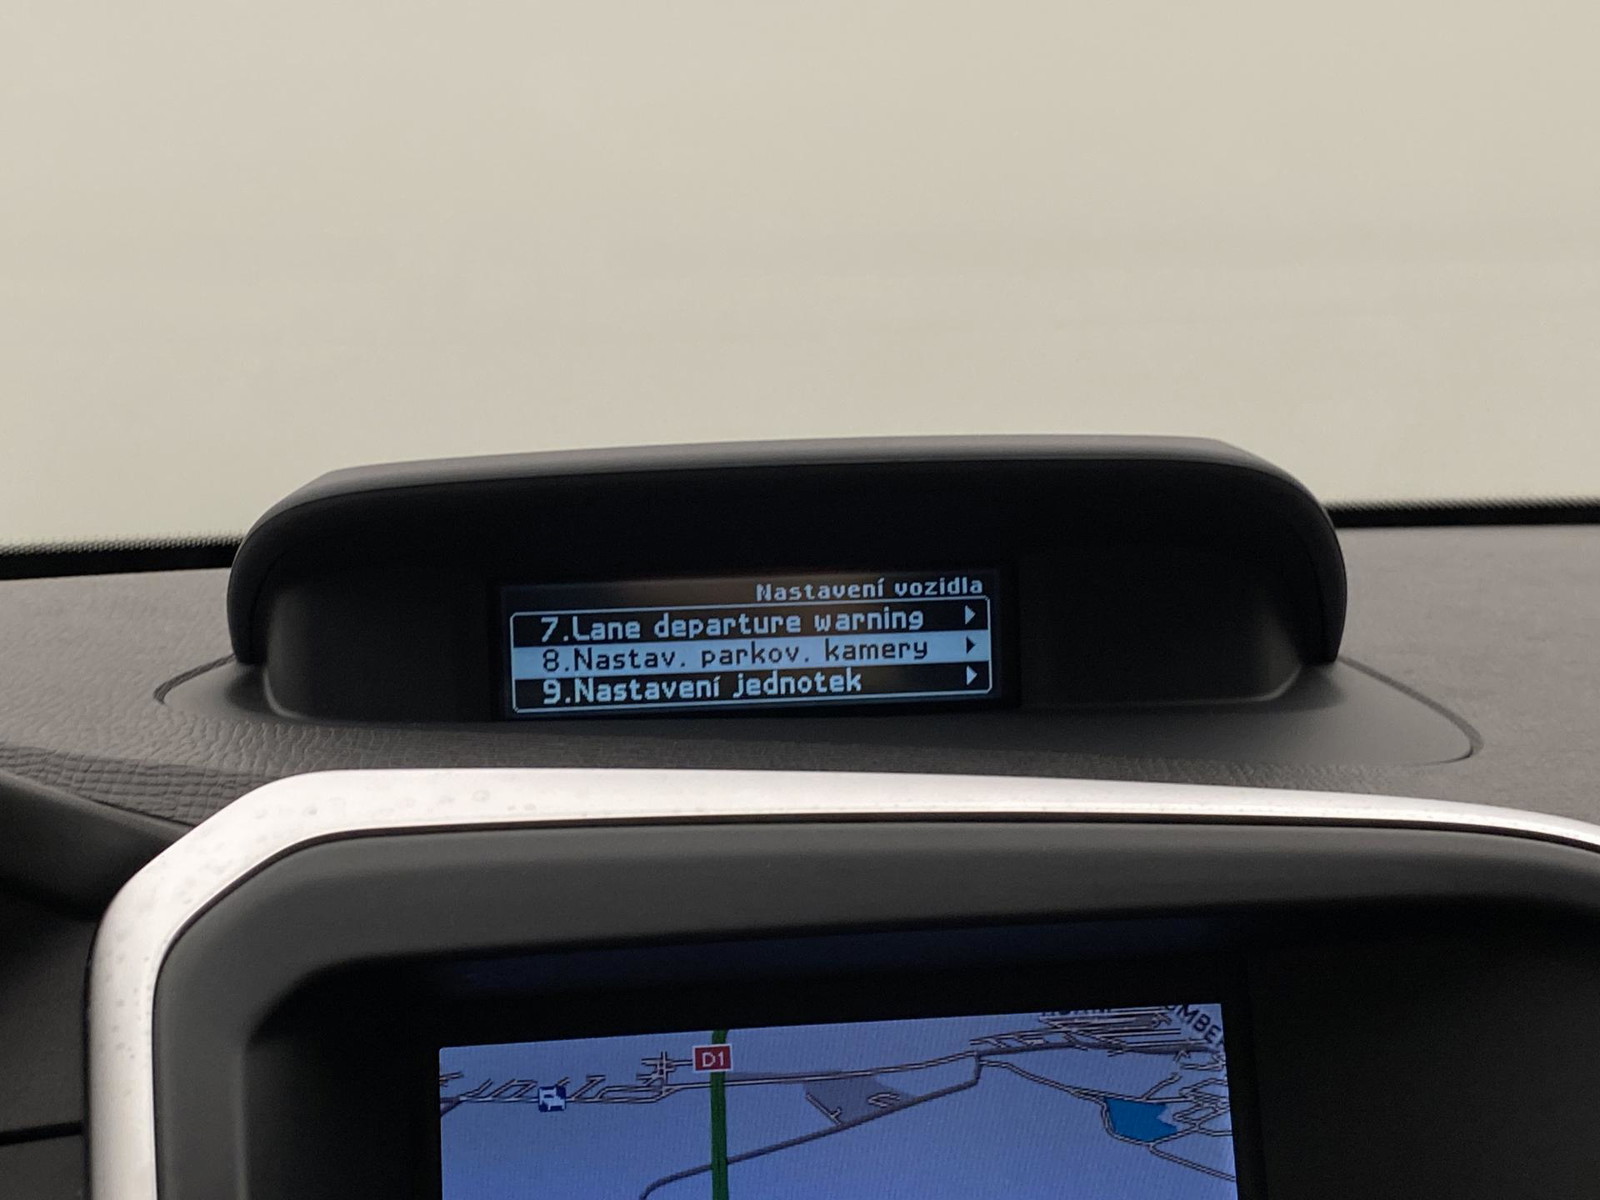 Nastavení vozidla
7.Lane departure warning
8.Nastav. parkov. kamery
9.Nastavení jednotek
D1